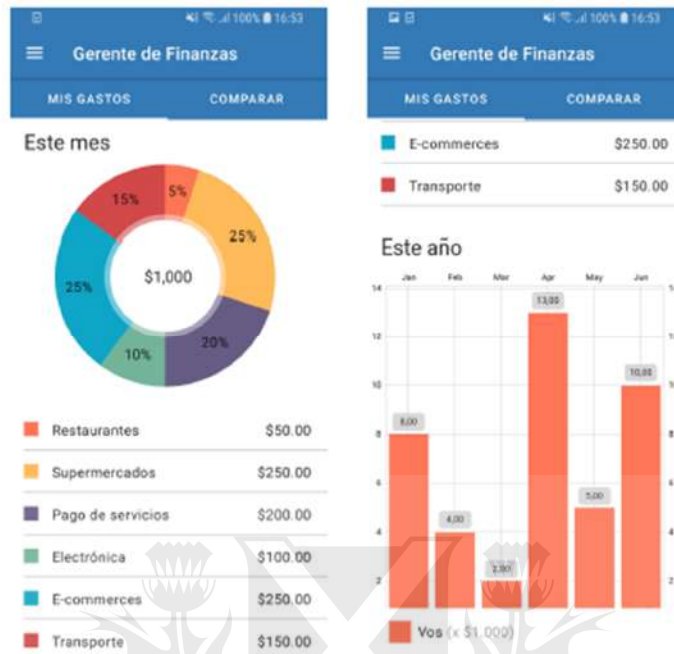 100% 16:53
Gerente de Finanzas
MIS GASTOS COMPARAR
Este mes
15% 5%
25%
$1,000
25%
20%
10%
Restaurantes $50.00
Supermercados $250.00
Pago de servicios $200.00
Electrónica $100.00
E-commerces $250.00
Transporte $150.00
100% 16:53
Gerente de Finanzas
MIS GASTOS COMPARAR
E-commerces $250.00
Transporte $150.00
Este año
Jan Feb Mar Apr May Jun
14
13,00
12
10,00
10
8,00
8
6
5,00
4,00
4
2,00
2
Vos (x $1.000)